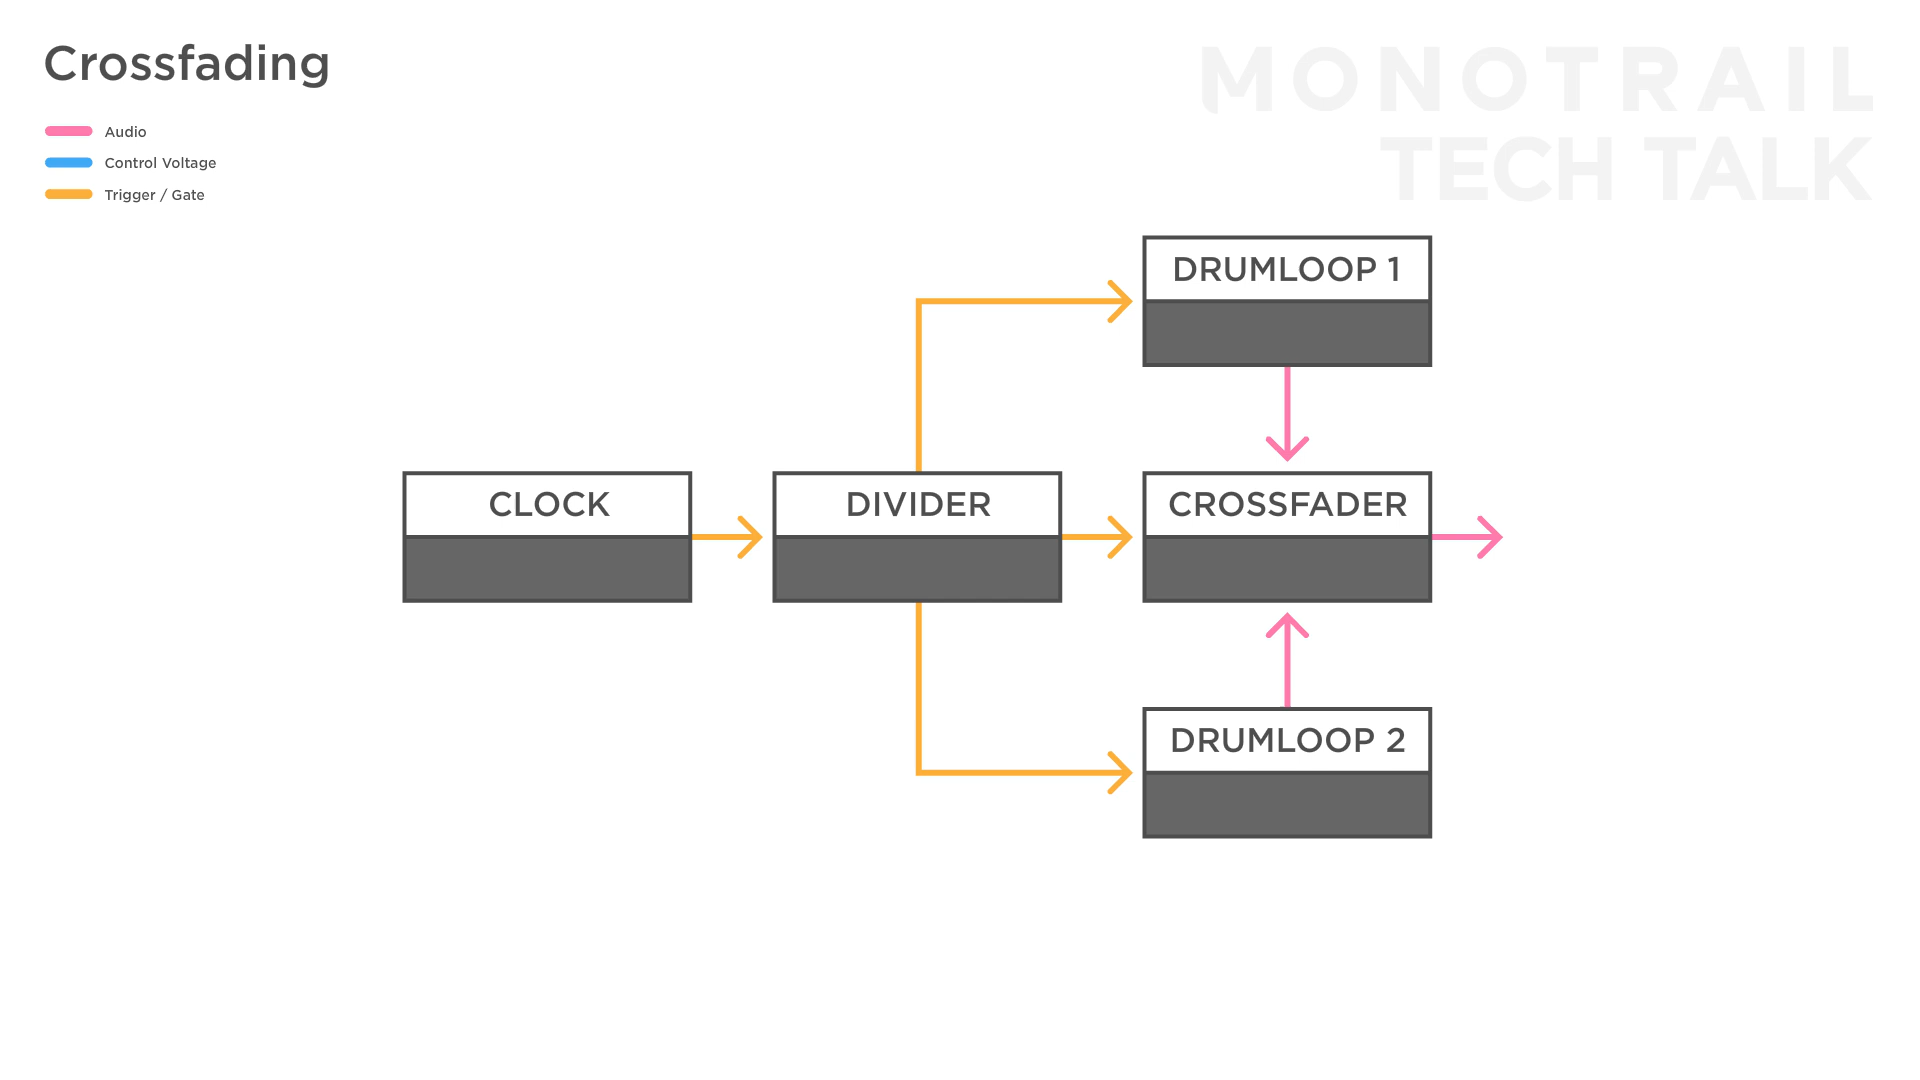 Crossfading
Audio
Control Voltage
Trigger / Gate
MONOTRAIL
TECH TALK
DRUMLOOP 1
CLOCK
DIVIDER
CROSSFADER
DRUMLOOP 2